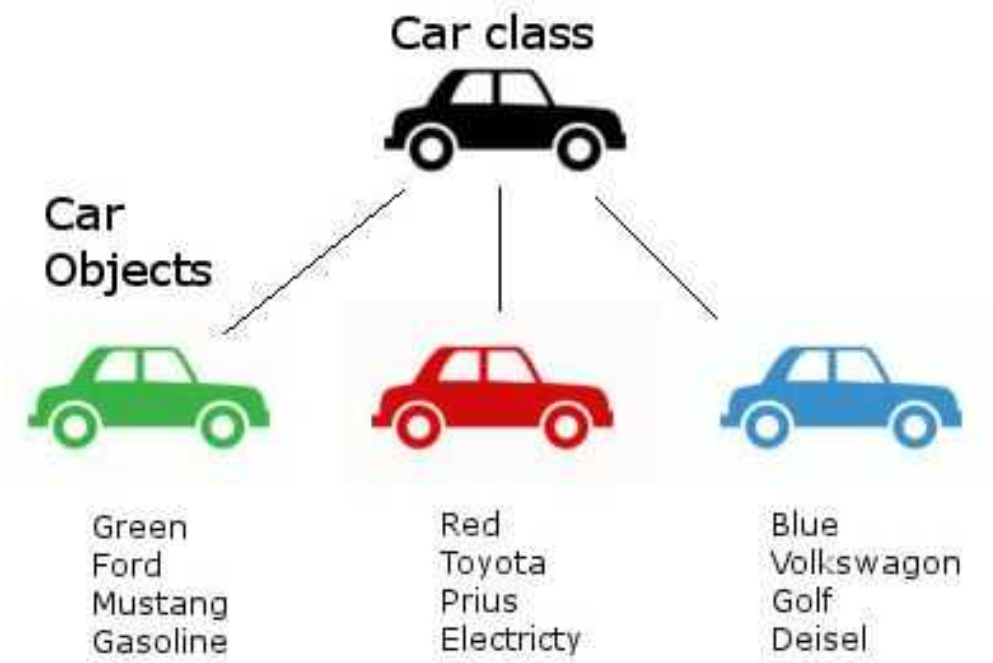 Car class
Car
Objects
Green
Ford
Mustang
Gasoline
Red
Toyota
Prius
Electricty
Blue
Volkswagon
Golf
Deisel